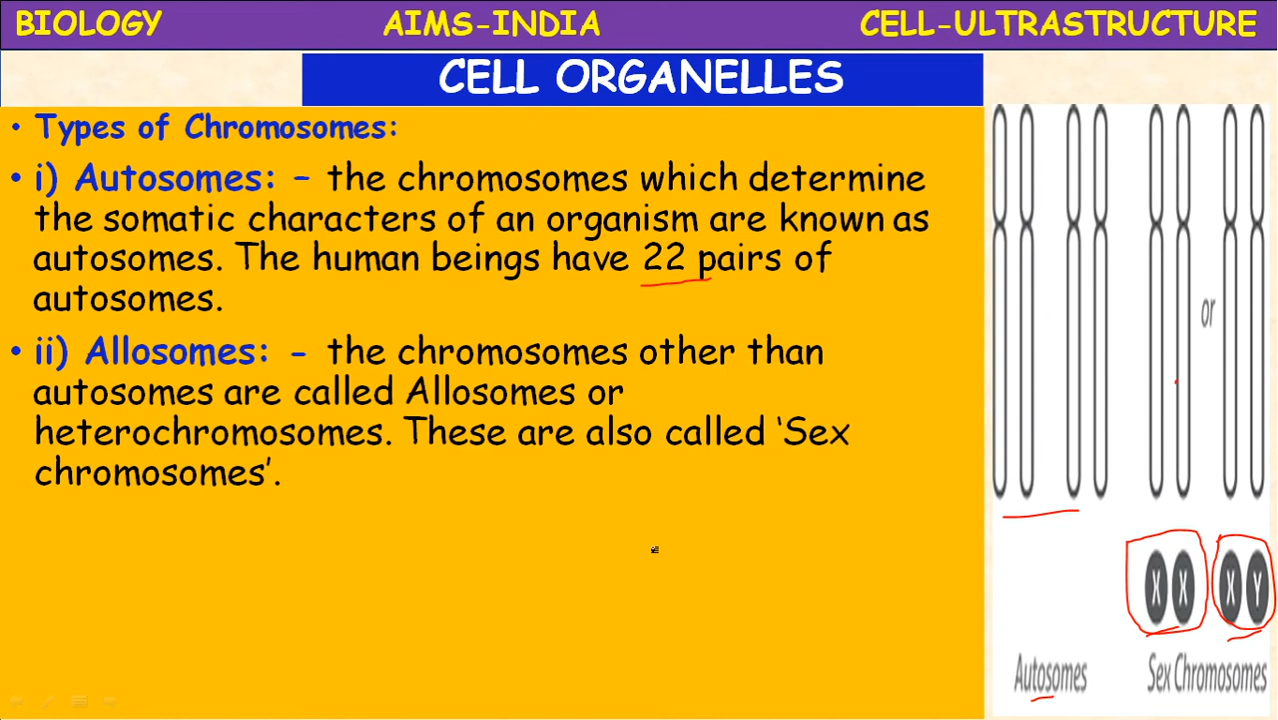 BIOLOGY AIMS-INDIA CELL-ULTRASTRUCTURE
CELL ORGANELLES
• Types of Chromosomes:
• i) Autosomes: – the chromosomes which determine
the somatic characters of an organism are known as
autosomes. The human beings have 22 pairs of
autosomes.
• ii) Allosomes: - the chromosomes other than
autosomes are called Allosomes or
heterochromosomes. These are also called ‘Sex
chromosomes’.
or
X X X Y
Autosomes Sex Chromosomes